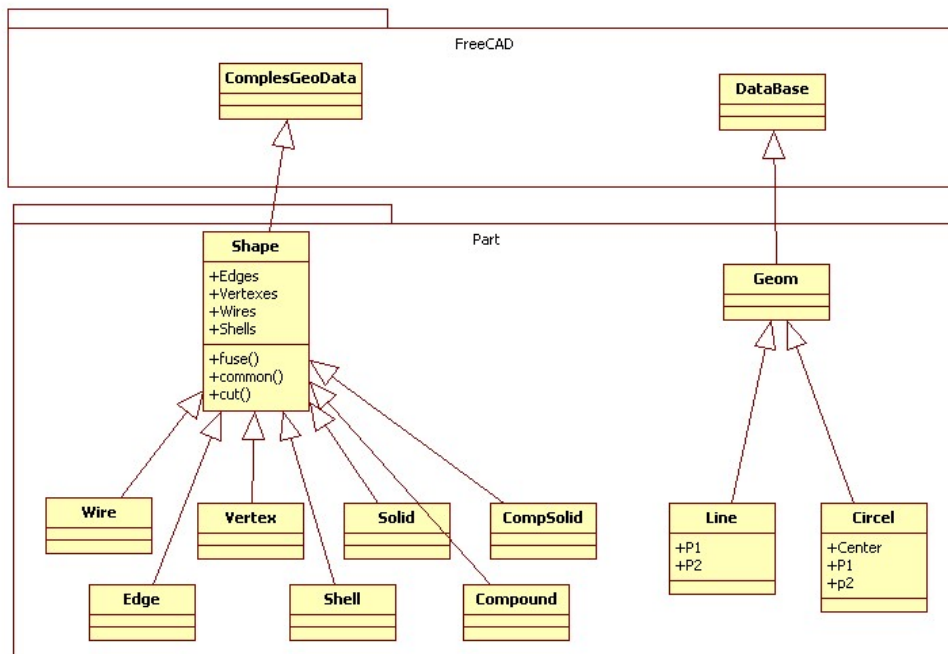 FreeCAD
ComplesGeoData
DataBase
Part
Shape
+Edges
+Vertexes
+Wires
+Shells
+fuse()
+common()
+cut()
Geom
Wire
Vertex
Solid
CompSolid
Edge
Shell
Compound
Line
+P1
+P2
Circel
+Center
+P1
+p2